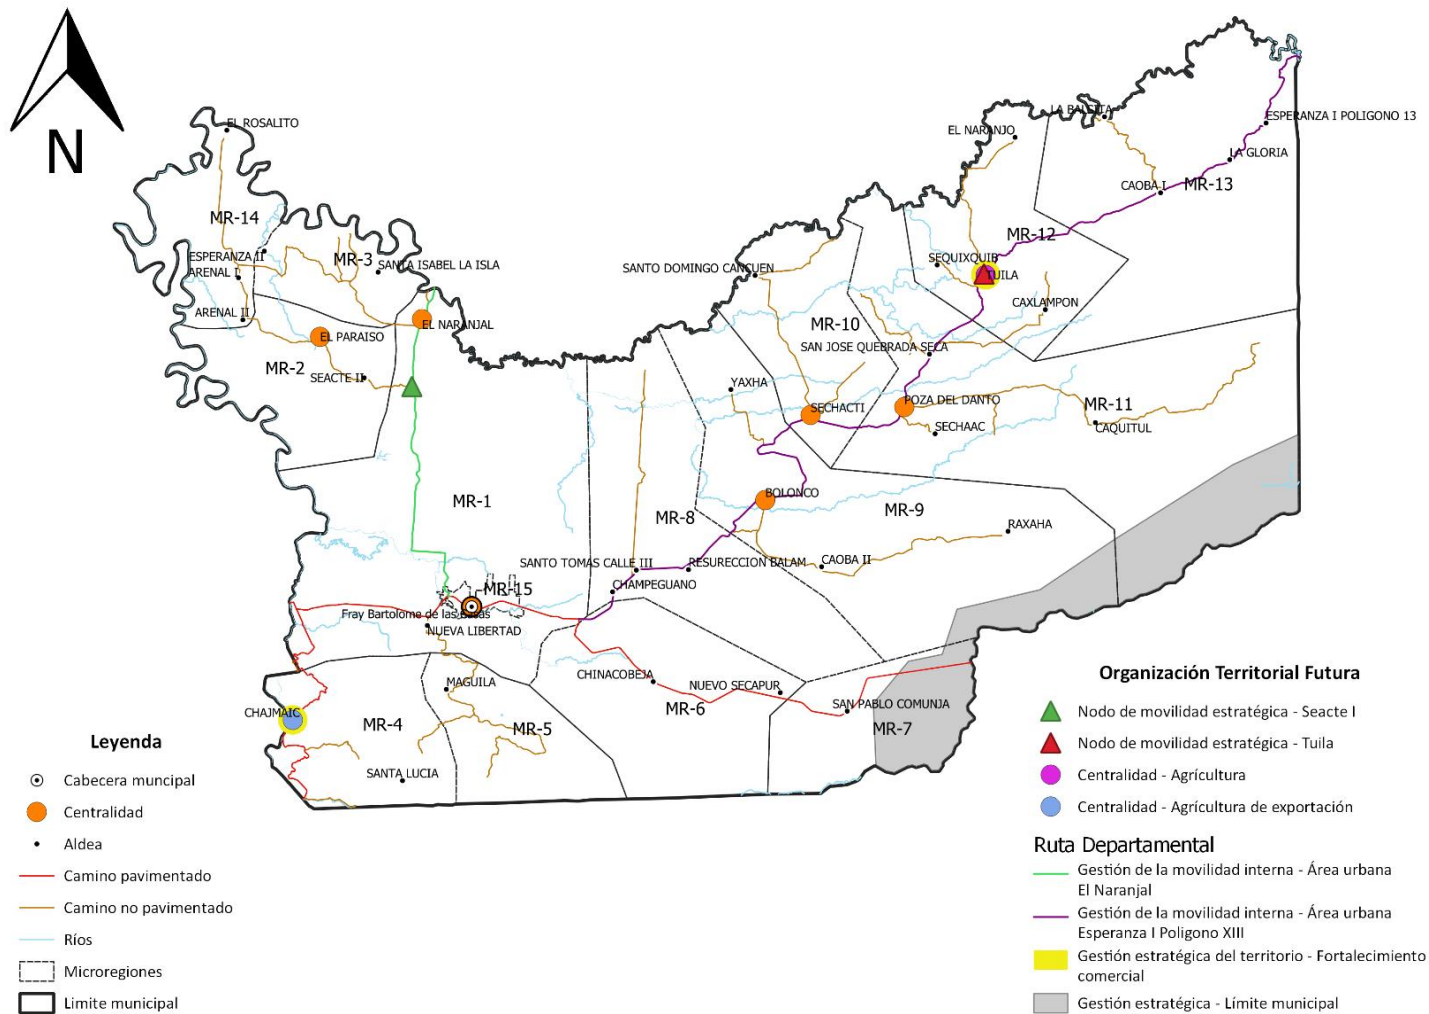 N
EL ROSALITO
LA BALSITA
ESPERANZA I POLIGONO 13
EL NARANJO
LA GLORIA
CAOBA I
MR-13
MR-14
MR-12
ESPERANZA II
ARENAL I
MR-3
SANTA ISABEL LA ISLA
SANTO DOMINGO CANCUEN
SEQUIXQUIB
TUILA
CAXLAMPON
ARENAL II
EL NARANJAL
MR-10
EL PARAISO
SAN JOSE QUEBRADA SECA
MR-2
SEACTE II
YAXHA
SECHACTI
POZA DEL DANTO
MR-11
SECHAAC
CAQUITUL
MR-1
BOLONCO
MR-8
MR-9
RAXAHA
SANTO TOMAS CALLE III
RESURECCION BALAM
CAOBA II
MR-15
CHAMPEGUANO
Fray Bartolome de las Casas
NUEVA LIBERTAD
CHINACOBEJA
MAGUILA
NUEVO SECAPUR
SAN PABLO COMUNJA
CHAJMAIC
MR-4
MR-5
MR-6
MR-7
SANTA LUCIA
Leyenda
Cabecera muncipal
Centralidad
Aldea
Camino pavimentado
Camino no pavimentado
Ríos
Microregiones
Limite municipal
Organización Territorial Futura
Nodo de movilidad estratégica - Seacte I
Nodo de movilidad estratégica - Tuila
Centralidad - Agrícultura
Centralidad - Agrícultura de exportación
Ruta Departamental
Gestión de la movilidad interna - Área urbana
El Naranjal
Gestión de la movilidad interna - Área urbana
Esperanza I Poligono XIII
Gestión estratégica del territorio - Fortalecimiento
comercial
Gestión estratégica - Límite municipal